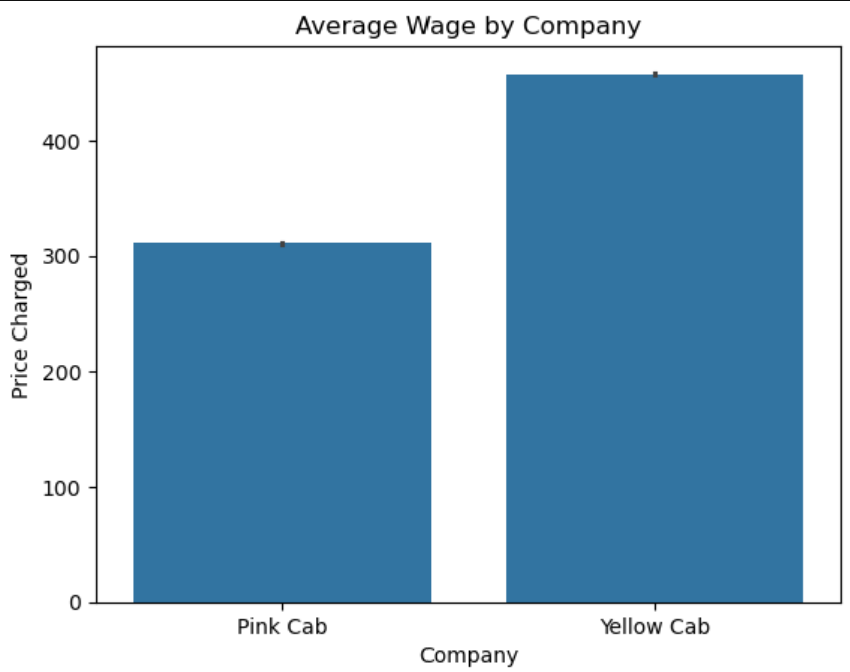 Average Wage by Company
Price Charged
400
300
200
100
0
Pink Cab
Yellow Cab
Company